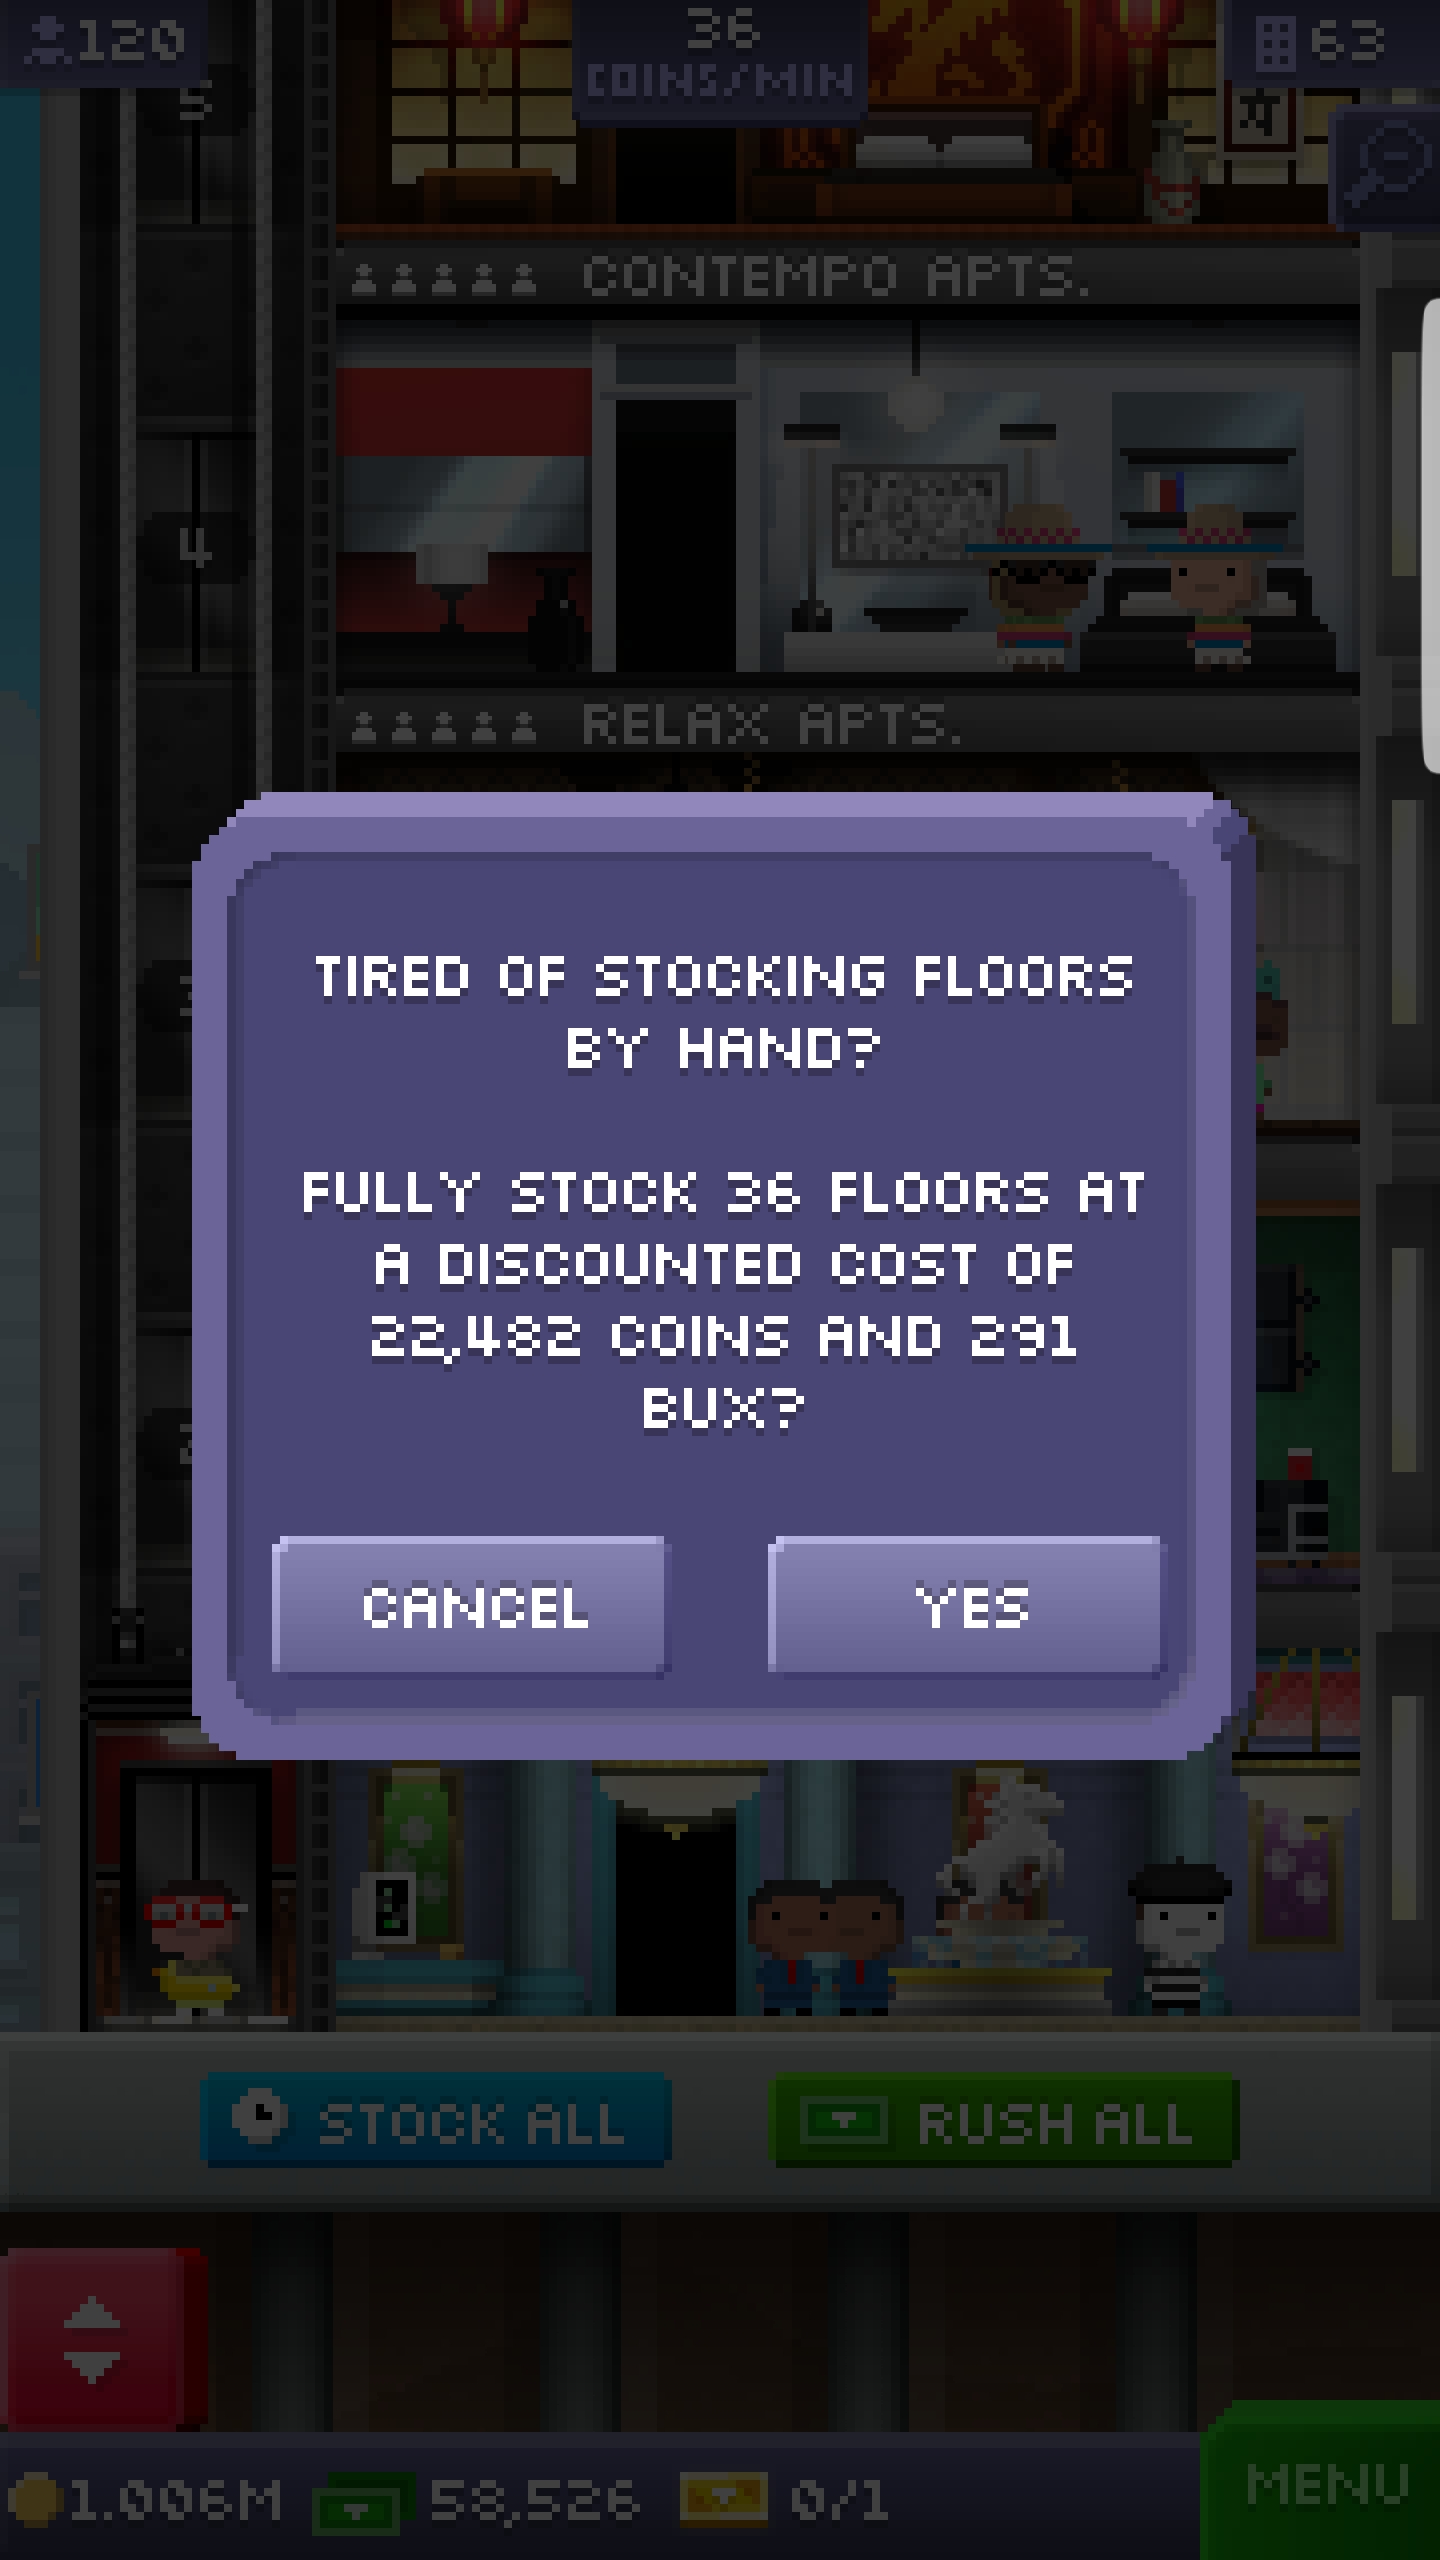 120
36
COINS/MIN
63
5
CONTEMPO APTS.
4
RELAX APTS.
TIRED OF STOCKING FLOORS
BY HAND?
FULLY STOCK 36 FLOORS AT
A DISCOUNTED COST OF
22,482 COINS AND 291
BUX?
CANCEL
YES
STOCK ALL
RUSH ALL
1.006M
58,526
0/1
MENU